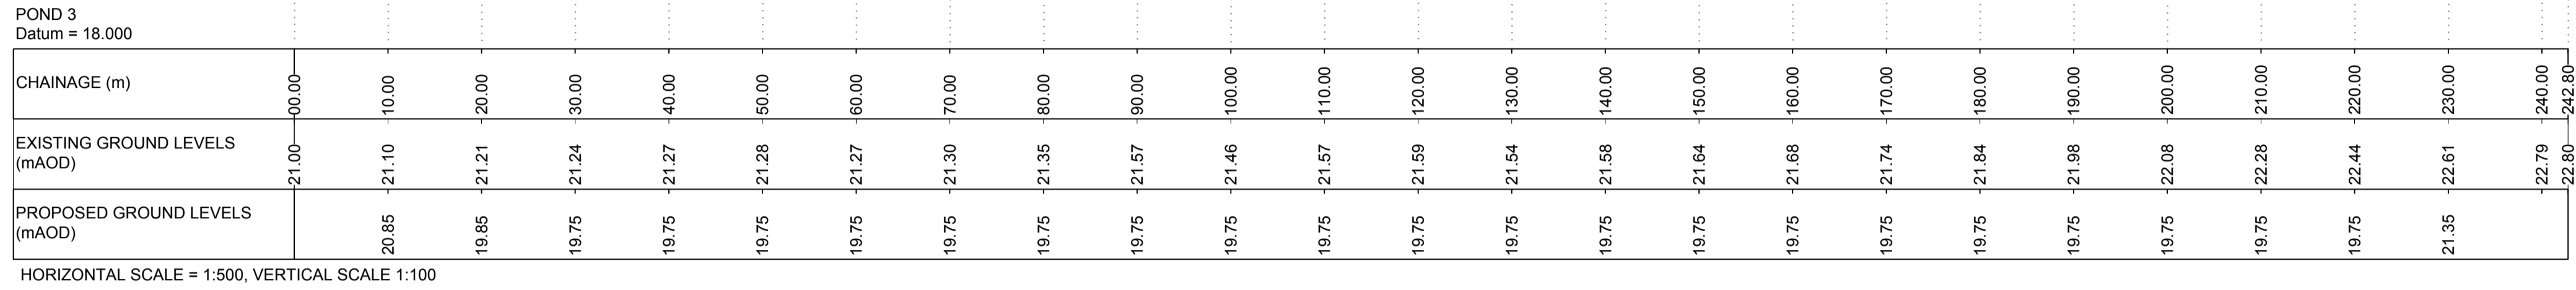 POND 3
Datum = 18.000
CHAINAGE (m) 00.00 10.00 20.00 30.00 40.00 50.00 60.00 70.00 80.00 90.00 100.00 110.00 120.00 130.00 140.00 150.00 160.00 170.00 180.00 190.00 200.00 210.00 220.00 230.00 240.00 242.80
EXISTING GROUND LEVELS
(mAOD) 21.00 21.10 21.21 21.24 21.27 21.28 21.27 21.30 21.35 21.57 21.46 21.57 21.59 21.54 21.58 21.64 21.68 21.74 21.84 21.98 22.08 22.28 22.44 22.61 22.79 22.80
PROPOSED GROUND LEVELS
(mAOD) 20.85 19.85 19.75 19.75 19.75 19.75 19.75 19.75 19.75 19.75 19.75 19.75 19.75 19.75 19.75 19.75 19.75 19.75 19.75 19.75 19.75 19.75 21.35
HORIZONTAL SCALE = 1:500, VERTICAL SCALE 1:100